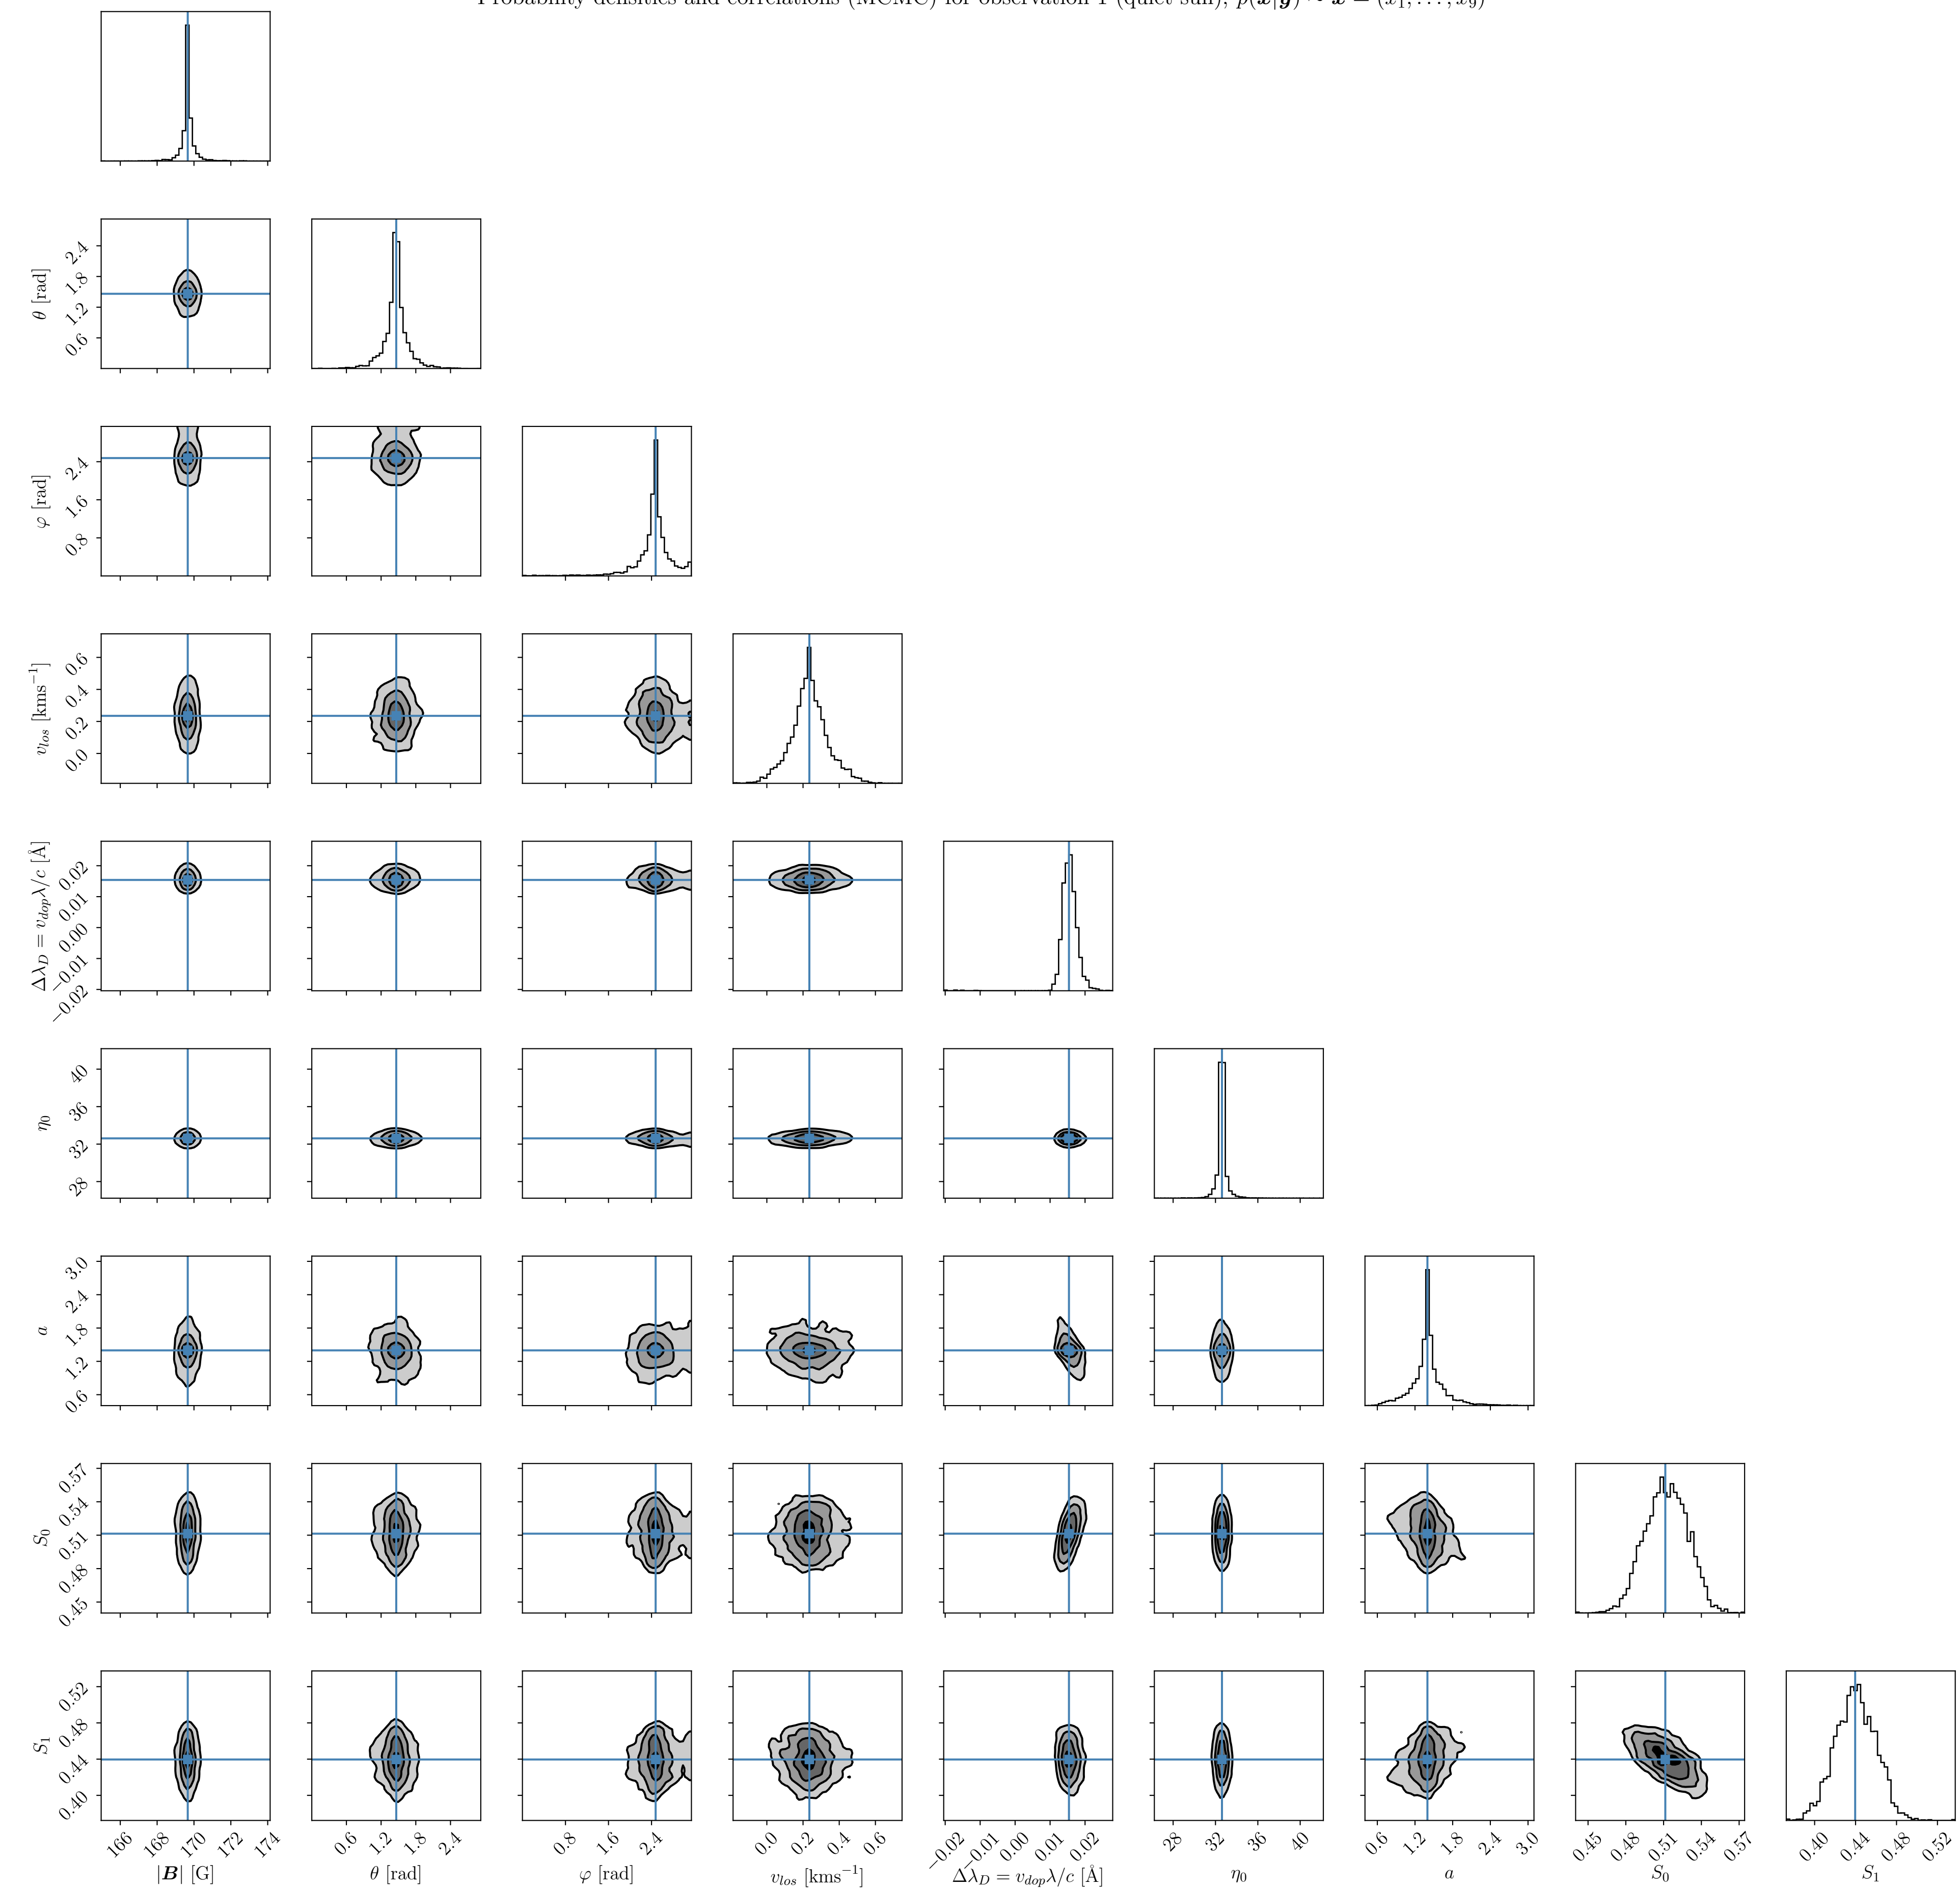 Probability densities and correlations (MCMC) for observation 1 (quiet sun), p(x|y) ~ x = (x₁, …, x₉)
θ [rad]
2.4
1.8
1.2
0.6
φ [rad]
2.4
1.6
0.8
v_los [kms⁻¹]
0.6
0.4
0.2
0.0
Δλ_D = v_dop λ/c [Å]
0.02
0.01
0.00
−0.01
−0.02
η₀
40
36
32
28
a
3.0
2.4
1.8
1.2
0.6
S₀
0.57
0.54
0.51
0.48
0.45
S₁
0.52
0.48
0.44
0.40
166 168 170 172 174
0.6 1.2 1.8 2.4
0.8 1.6 2.4
0.0 0.2 0.4 0.6
−0.02 −0.01 0.00 0.01 0.02
28 32 36 40
0.6 1.2 1.8 2.4 3.0
0.45 0.48 0.51 0.54 0.57
0.40 0.44 0.48 0.52
|B| [G]
θ [rad]
φ [rad]
v_los [kms⁻¹]
Δλ_D = v_dop λ/c [Å]
η₀
a
S₀
S₁